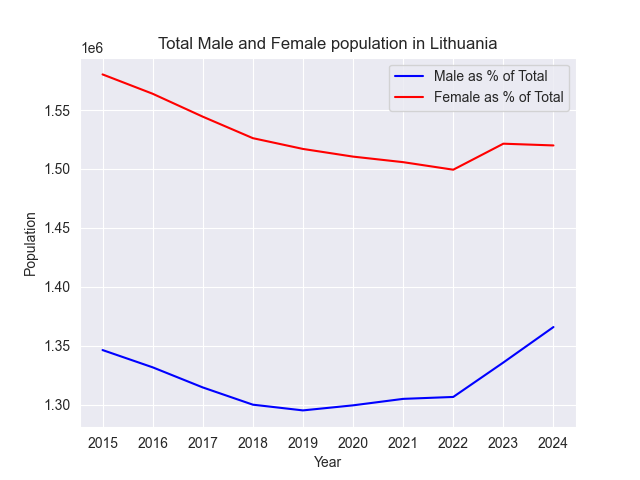 Total Male and Female population in Lithuania
1e6
Male as % of Total
Female as % of Total
1.55
1.50
1.45
1.40
1.35
1.30
Population
2015 2016 2017 2018 2019 2020 2021 2022 2023 2024
Year